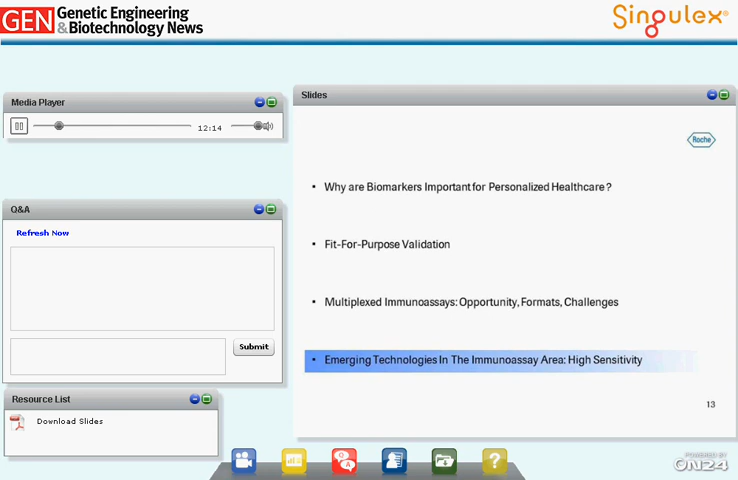 GEN Genetic Engineering
& Biotechnology News
Singulex®
Media Player
12:14
Q&A
Refresh Now
Submit
Resource List
Download Slides
Slides
Roche
• Why are Biomarkers Important for Personalized Healthcare?
• Fit-For-Purpose Validation
• Multiplexed Immunoassays: Opportunity, Formats, Challenges
• Emerging Technologies In The Immunoassay Area: High Sensitivity
13
Q
A
?
POWERED BY
ON24